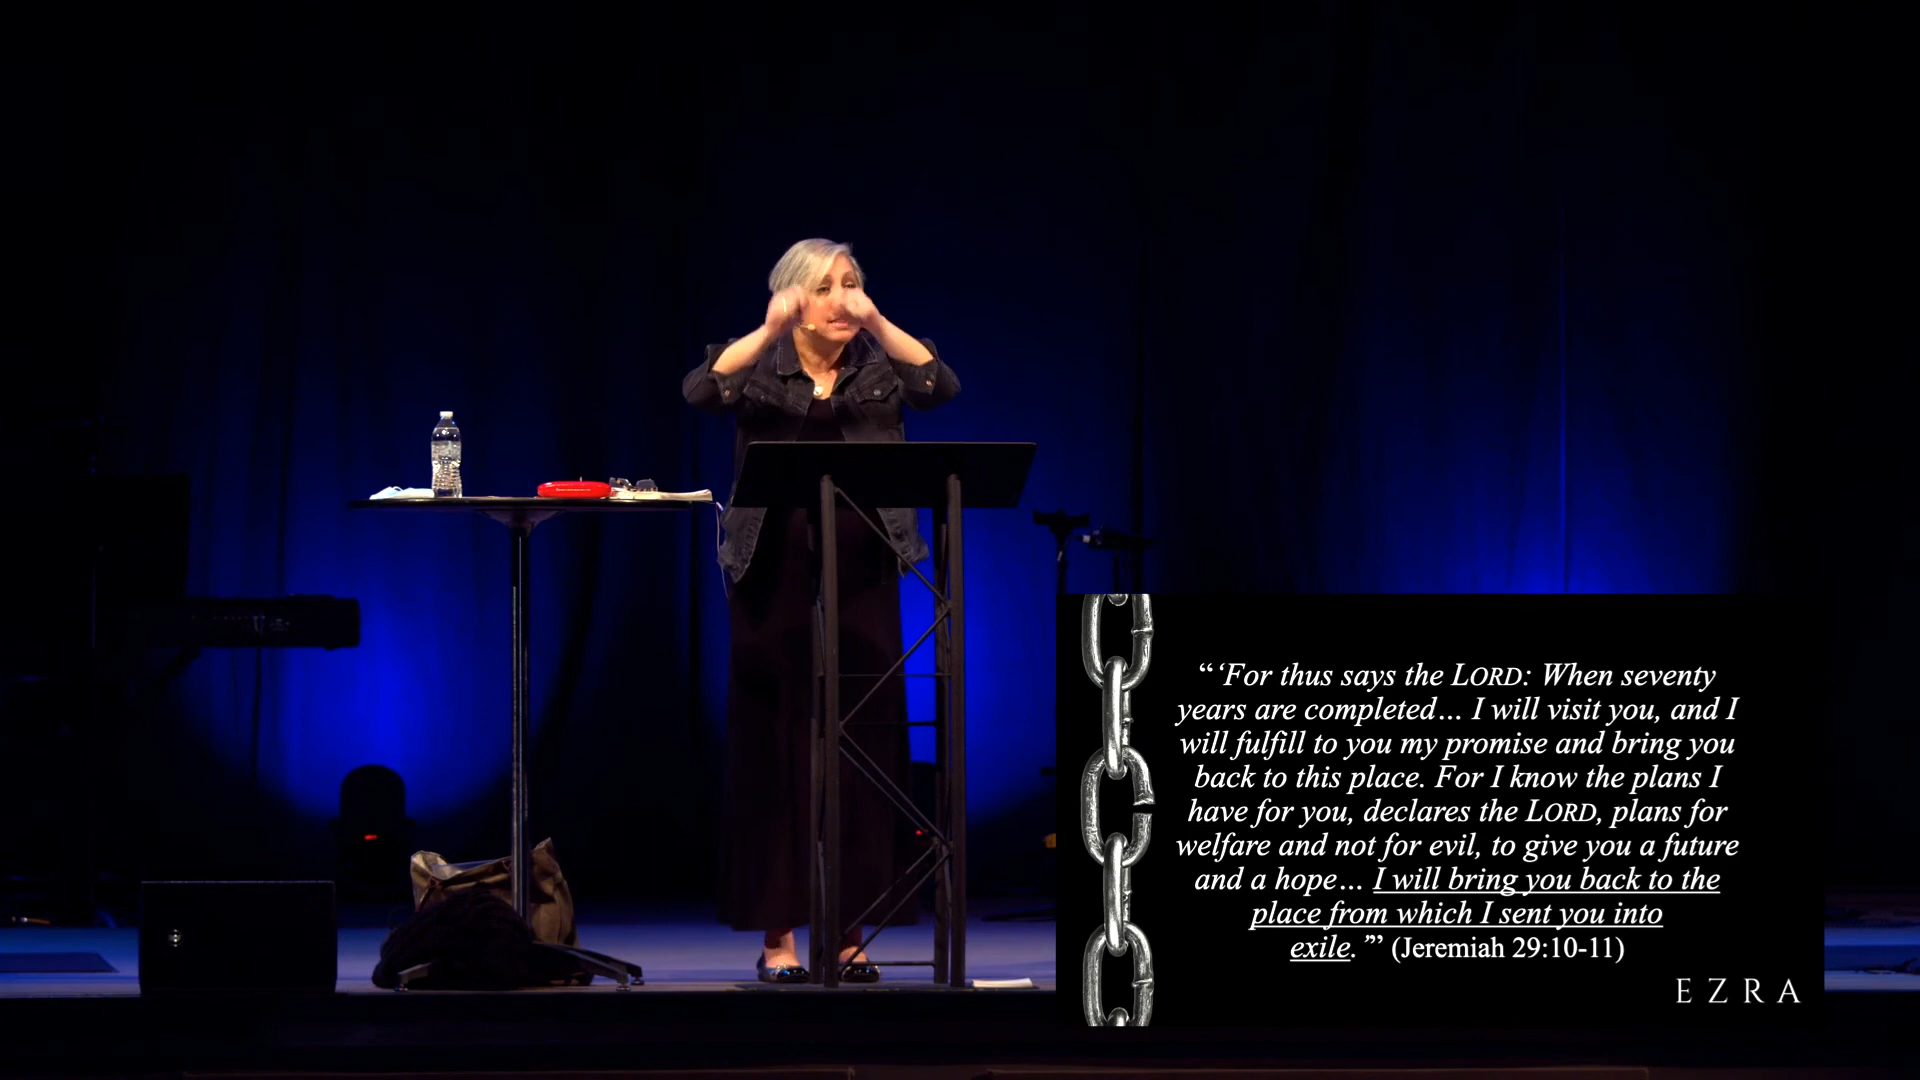 “‘For thus says the LORD: When seventy
years are completed… I will visit you, and I
will fulfill to you my promise and bring you
back to this place. For I know the plans I
have for you, declares the LORD, plans for
welfare and not for evil, to give you a future
and a hope… I will bring you back to the
place from which I sent you into
exile.’” (Jeremiah 29:10-11)
EZRA